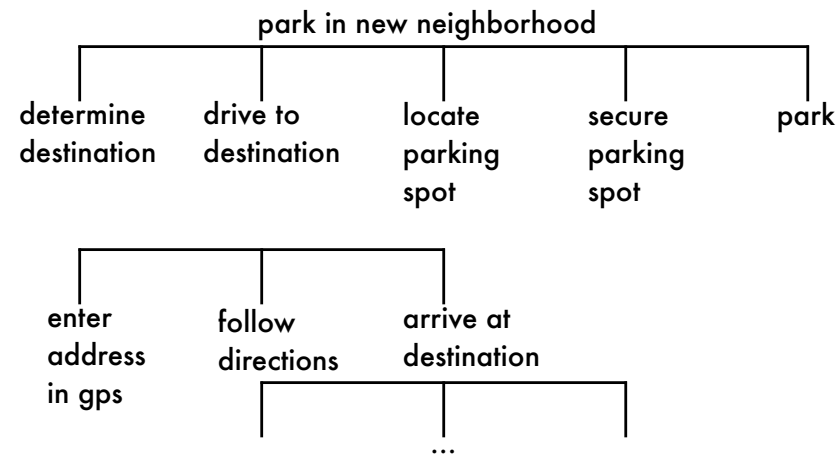 park in new neighborhood
determine
destination
drive to
destination
locate
parking
spot
secure
parking
spot
park
enter
address
in gps
follow
directions
arrive at
destination
...